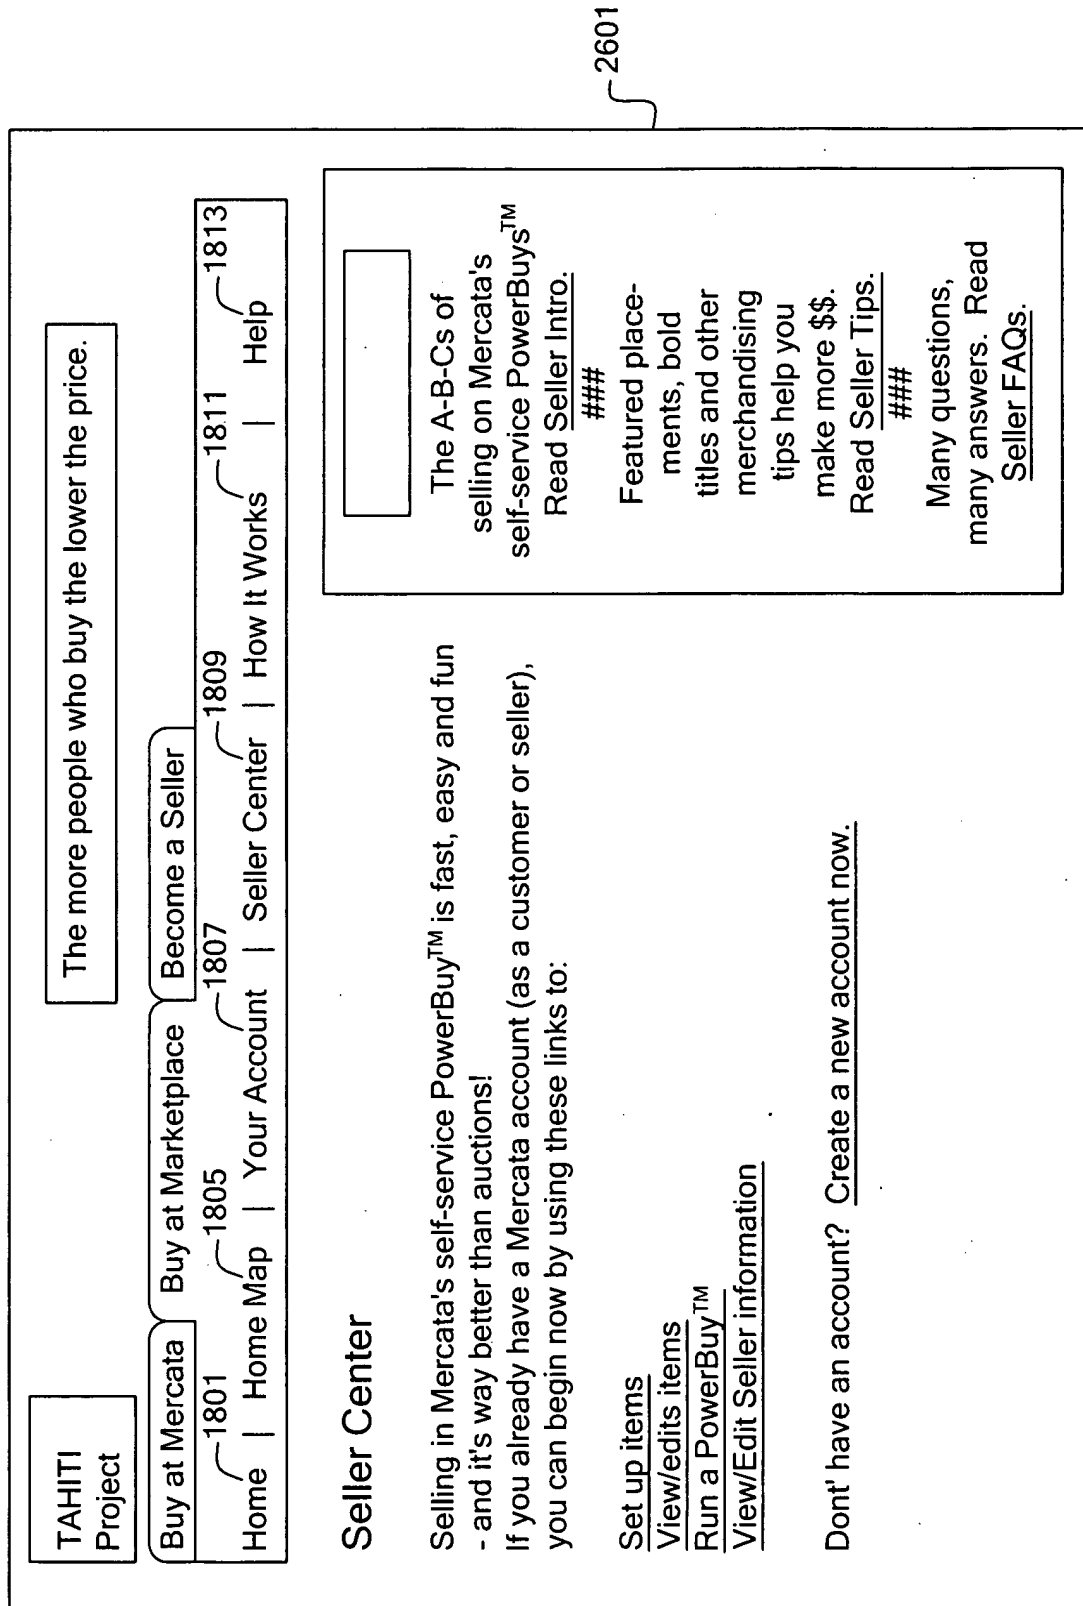 TAHITI
Project
The more people who buy the lower the price.
Buy at Mercata Buy at Marketplace Become a Seller
1801 1805 1807 1809 1811 1813
Home | Home Map | Your Account | Seller Center | How It Works | Help
Seller Center
Selling in Mercata's self-service PowerBuy™ is fast, easy and fun
- and it's way better than auctions!
If you already have a Mercata account (as a customer or seller),
you can begin now by using these links to:
Set up items
View/edits items
Run a PowerBuy™
View/Edit Seller information
Dont' have an account? Create a new account now.
The A-B-Cs of
selling on Mercata's
self-service PowerBuys™
Read Seller Intro.
###
Featured place-
ments, bold
titles and other
merchandising
tips help you
make more $$.
Read Seller Tips.
###
Many questions,
many answers. Read
Seller FAQs.
2601